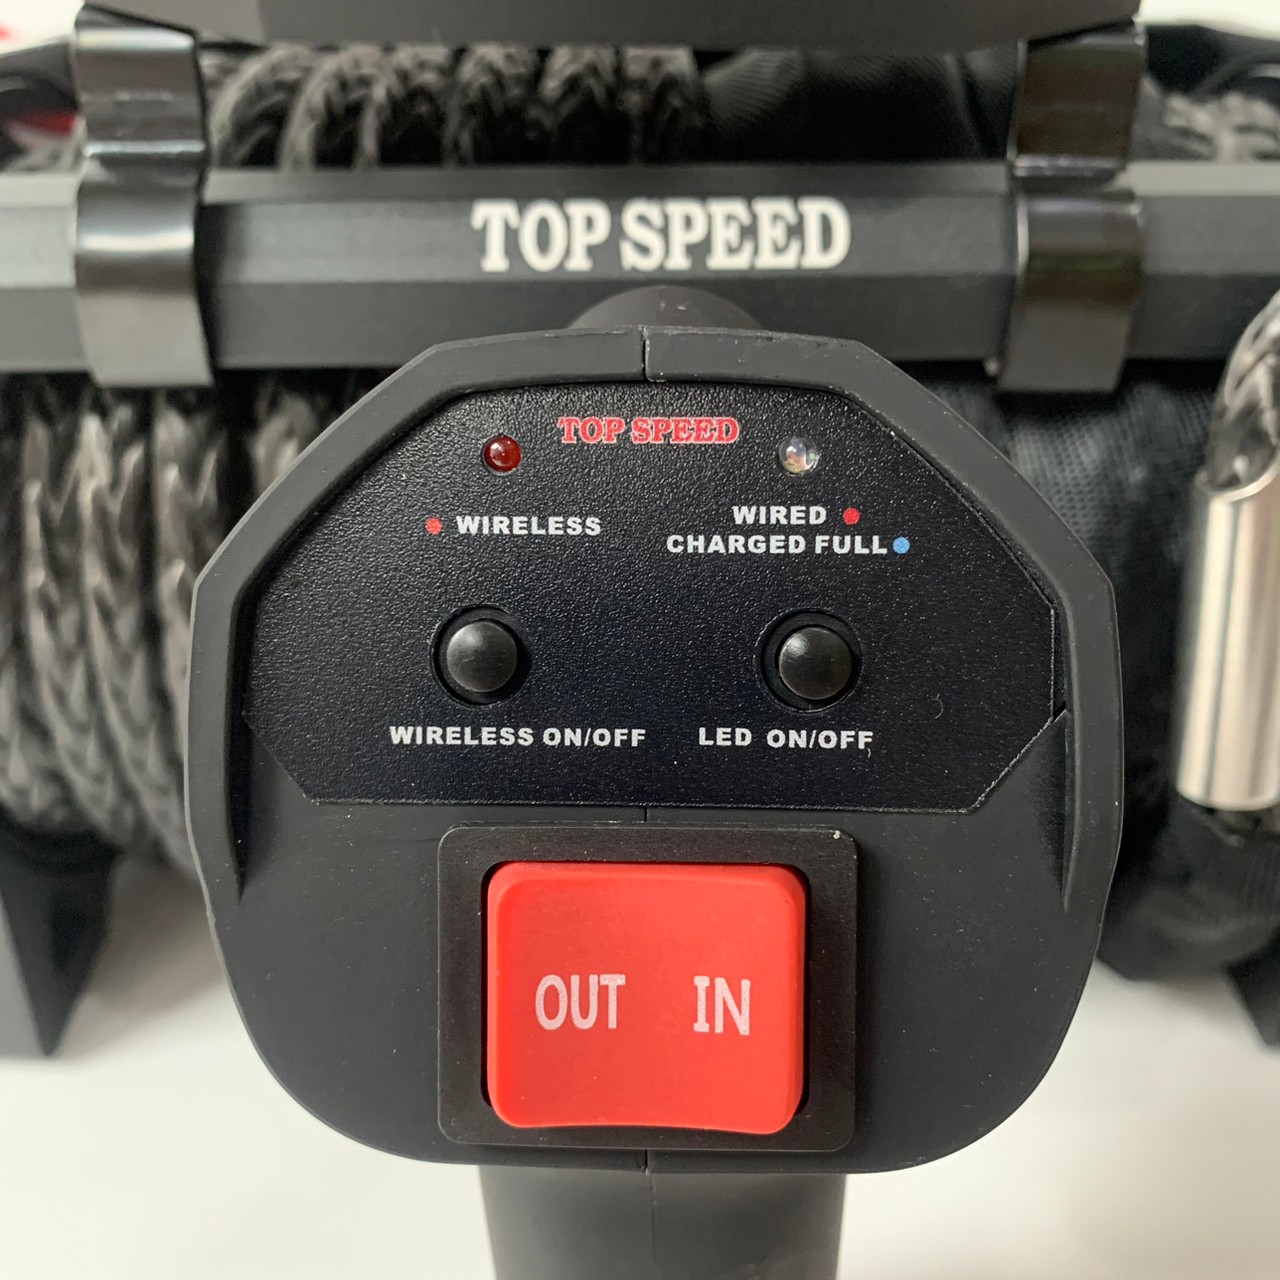 TOP SPEED
TOP SPEED
WIRELESS
WIRED
CHARGED FULL
WIRELESS ON/OFF
LED ON/OFF
OUT IN